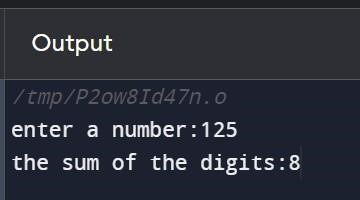 Output
/tmp/P2ow8Id47n.o
enter a number:125
the sum of the digits:8